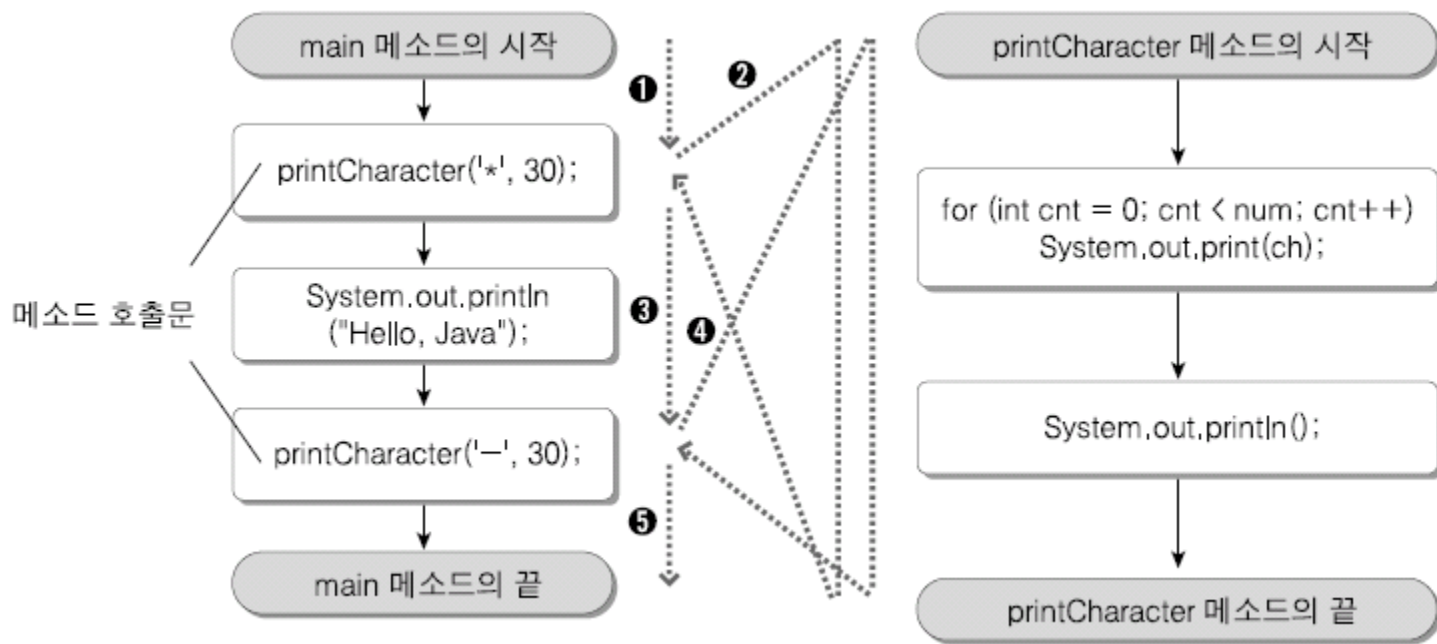 main 메소드의 시작
printCharacter('*', 30);
System.out.println
("Hello, Java");
메소드 호출문
printCharacter('-', 30);
main 메소드의 끝
❶
❷
❸
❹
❺
printCharacter 메소드의 시작
for (int cnt = 0; cnt < num; cnt++)
System.out.print(ch);
System.out.println();
printCharacter 메소드의 끝